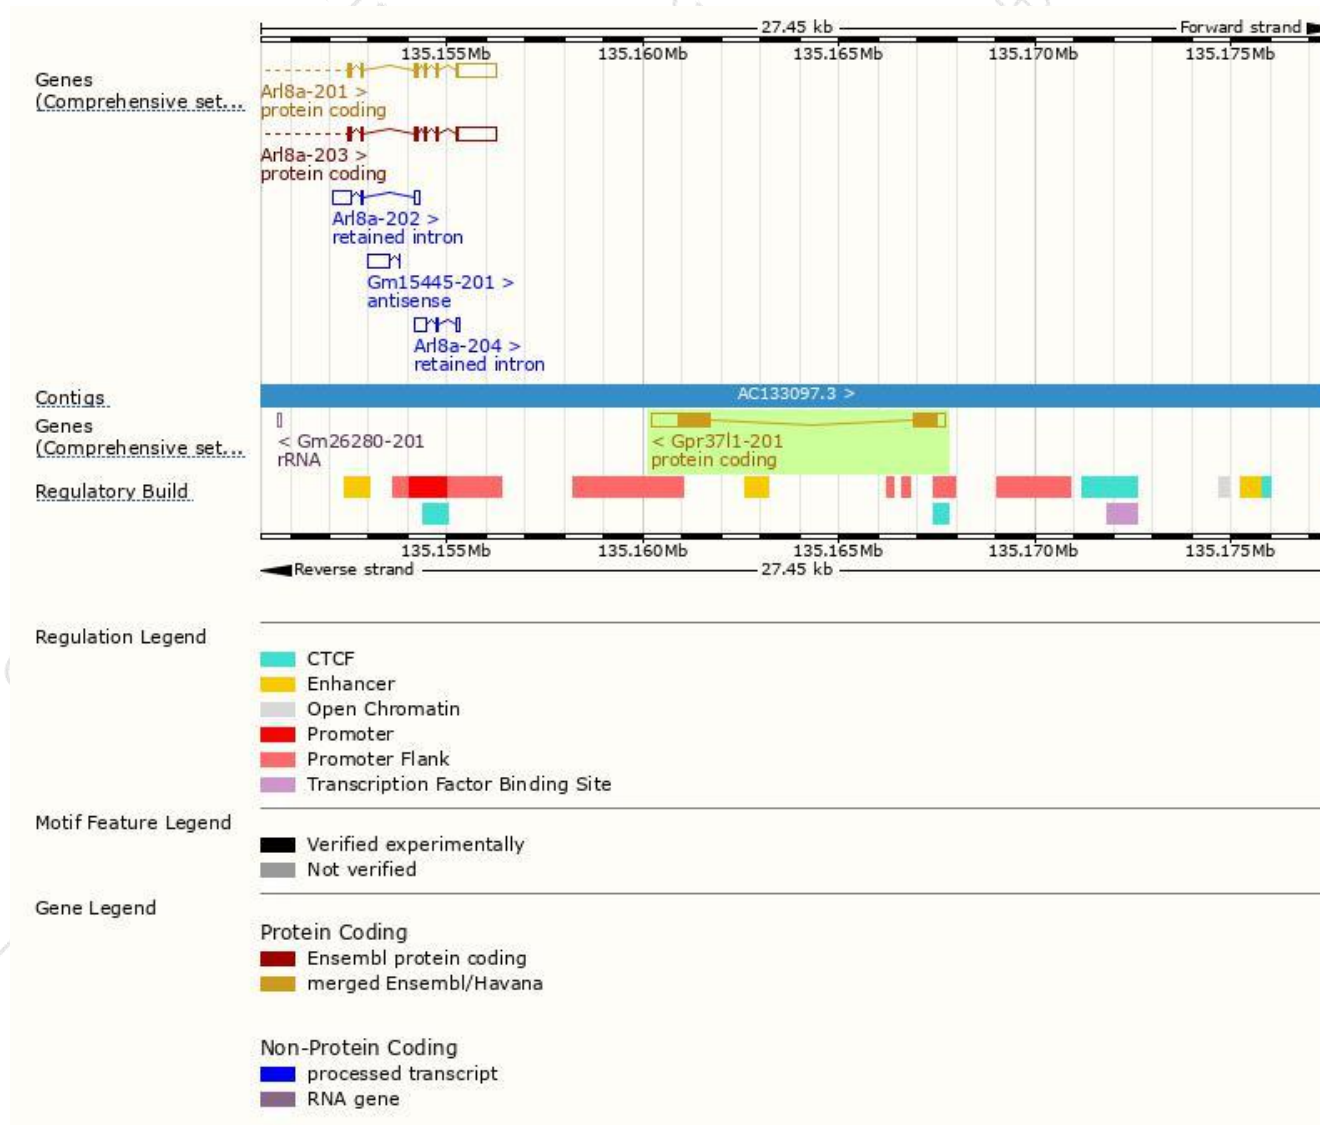 27.45 kb
Forward strand
135.155Mb 135.160Mb 135.165Mb 135.170Mb 135.175Mb
Genes
(Comprehensive set...
Arl8a-201 >
protein coding
Arl8a-203 >
protein coding
Arl8a-202 >
retained intron
Gm15445-201 >
antisense
Arl8a-204 >
retained intron
Contigs
AC133097.3 >
Genes
(Comprehensive set...
< Gm26280-201
rRNA
< Gpr37l1-201
protein coding
Regulatory Build
135.155Mb 135.160Mb 135.165Mb 135.170Mb 135.175Mb
Reverse strand
27.45 kb
Regulation Legend
CTCF
Enhancer
Open Chromatin
Promoter
Promoter Flank
Transcription Factor Binding Site
Motif Feature Legend
Verified experimentally
Not verified
Gene Legend
Protein Coding
Ensembl protein coding
merged Ensembl/Havana
Non-Protein Coding
processed transcript
RNA gene